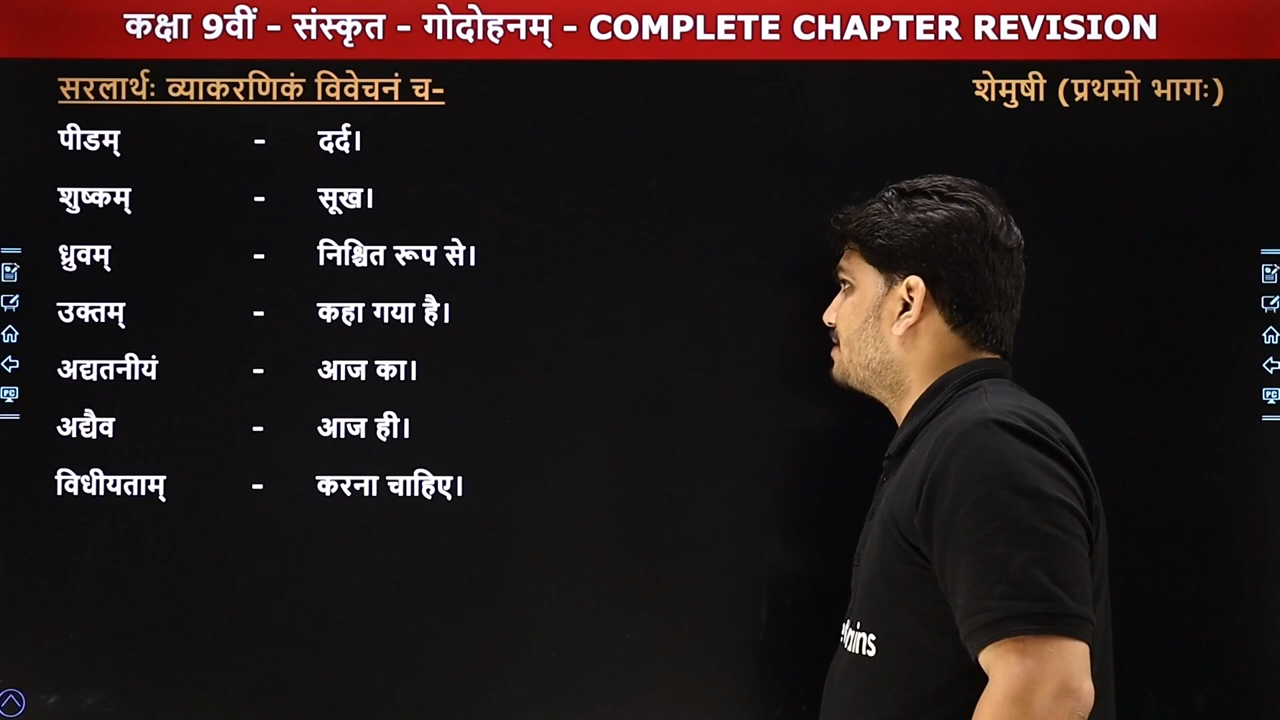 कक्षा 9वीं - संस्कृत - गोदोहनम् - COMPLETE CHAPTER REVISION
सरलार्थः व्याकरणिकं विवेचनं च-
शेमुषी (प्रथमो भागः)
पीडम् - दर्द।
शुष्कम् - सूख।
ध्रुवम् - निश्चित रूप से।
उक्तम् - कहा गया है।
अद्यतनीयं - आज का।
अद्यैव - आज ही।
विधीयताम् - करना चाहिए।